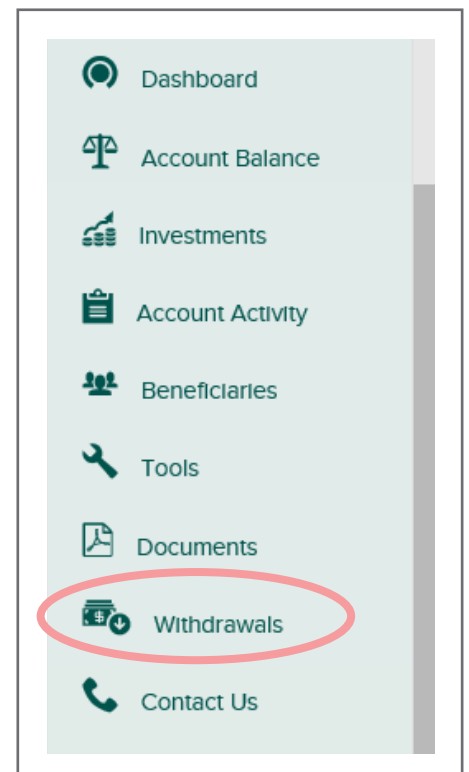 Dashboard
Account Balance
Investments
Account Activity
Beneficiaries
Tools
Documents
Withdrawals
Contact Us